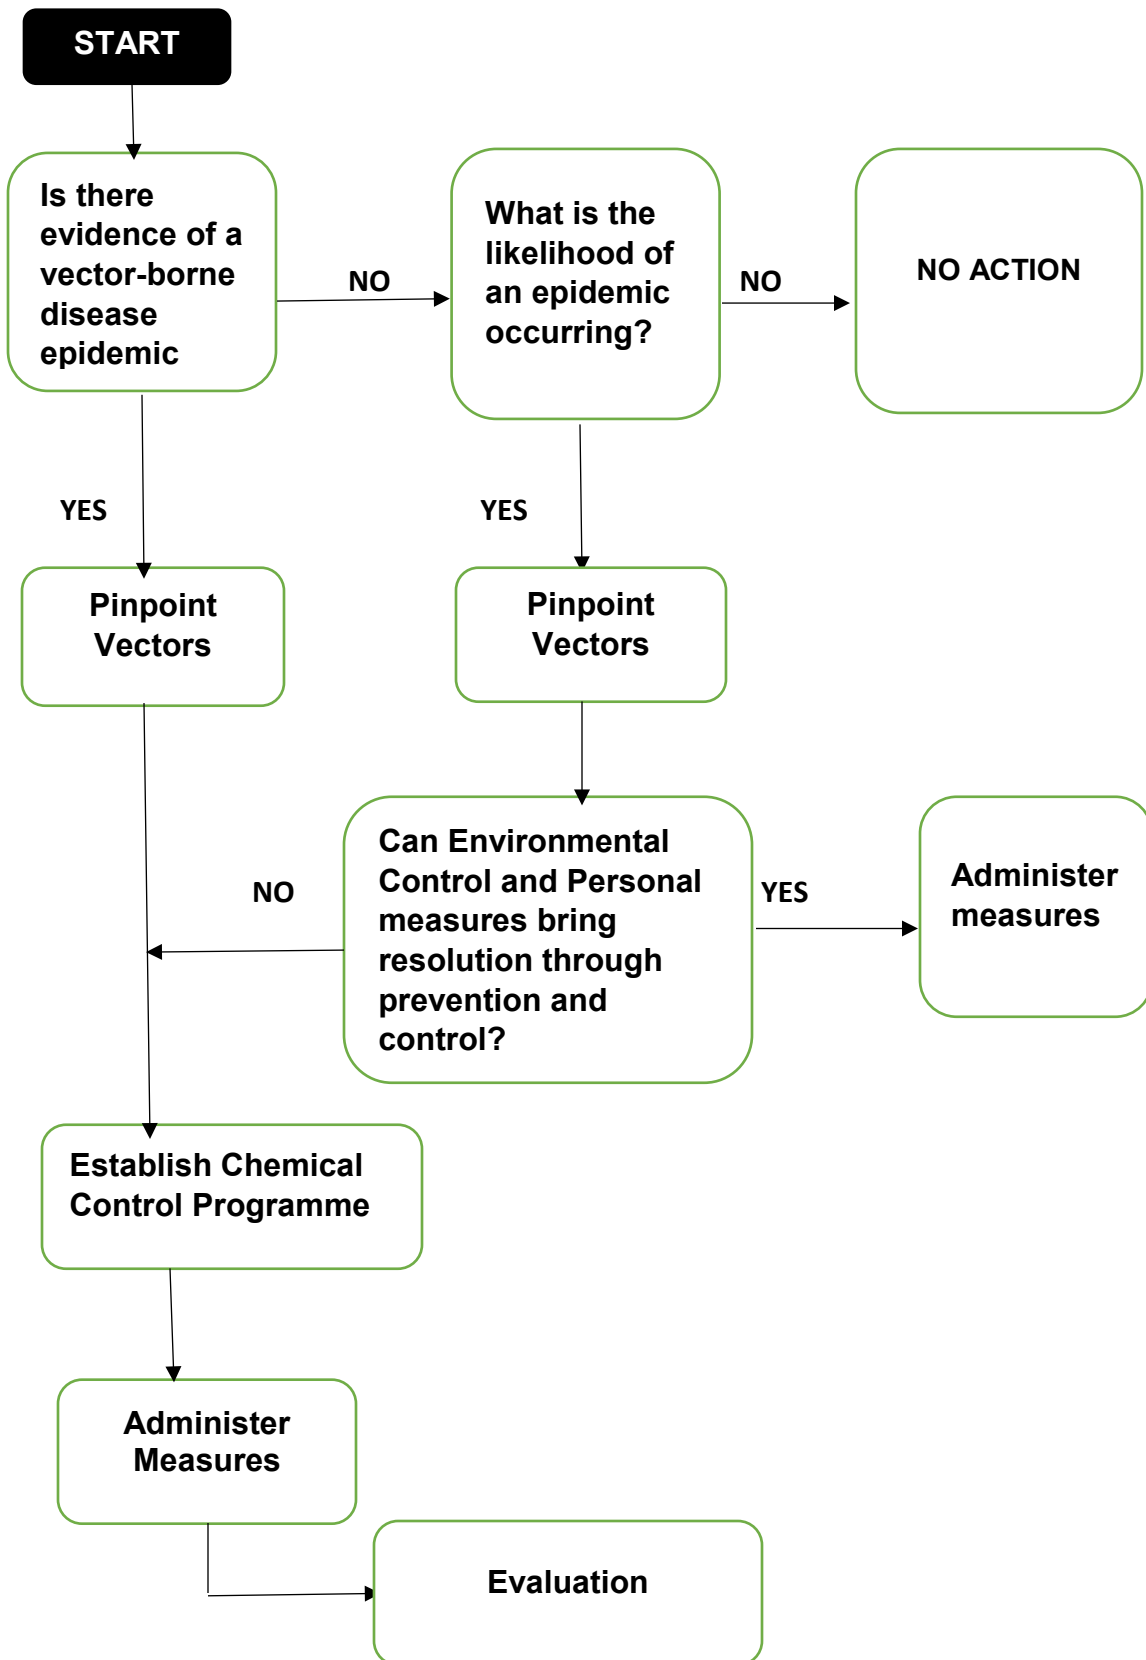 START
Is there
evidence of a
vector-borne
disease
epidemic
NO
What is the
likelihood of
an epidemic
occurring?
NO
NO ACTION
YES
YES
Pinpoint
Vectors
Pinpoint
Vectors
Can Environmental
Control and Personal
measures bring
resolution through
prevention and
control?
NO
YES
Administer
measures
Establish Chemical
Control Programme
Administer
Measures
Evaluation